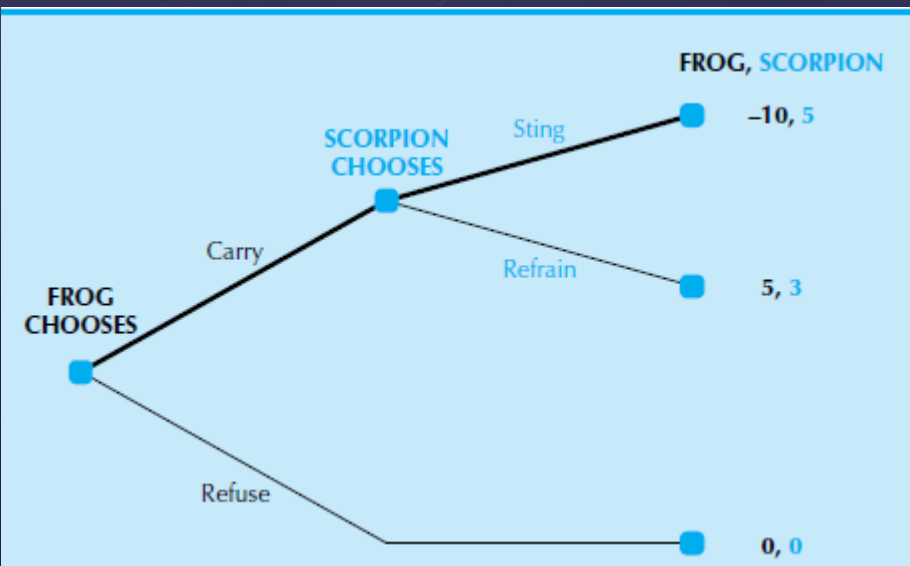 FROG, SCORPION
–10, 5
Sting
SCORPION
CHOOSES
Carry
Refrain
5, 3
FROG
CHOOSES
Refuse
0, 0